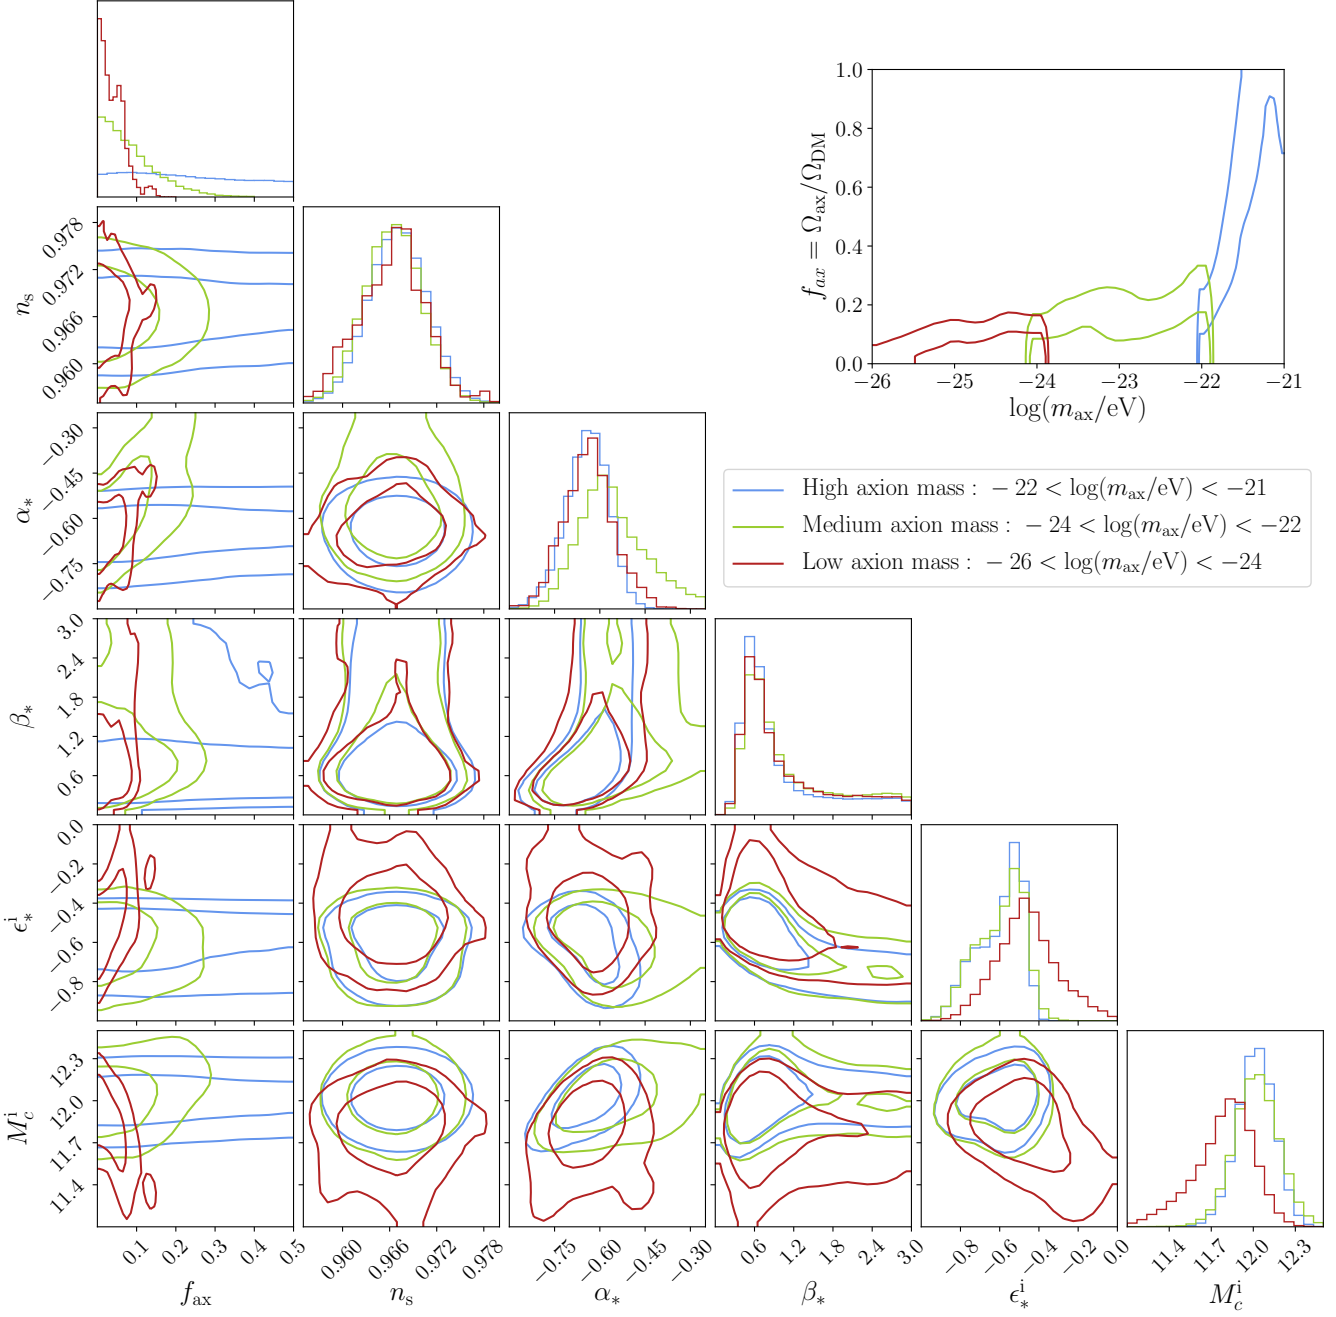 1.0
0.8
0.6
0.4
0.2
0.0
f_ax = Ω_ax/Ω_DM
−26 −25 −24 −23 −22 −21
log(m_ax/eV)
High axion mass : −22 < log(m_ax/eV) < −21
Medium axion mass : −24 < log(m_ax/eV) < −22
Low axion mass : −26 < log(m_ax/eV) < −24
0.978
0.972
0.966
0.960
n_s
−0.30
−0.45
−0.60
−0.75
α_*
3.0
2.4
1.8
1.2
0.6
β_*
0.0
−0.2
−0.4
−0.6
−0.8
ϵ_*^i
12.3
12.0
11.7
11.4
M_c^i
0.1 0.2 0.3 0.4 0.5
f_ax
0.960 0.966 0.972 0.978
n_s
−0.75 −0.60 −0.45 −0.30
α_*
0.6 1.2 1.8 2.4 3.0
β_*
−0.8 −0.6 −0.4 −0.2 0.0
ϵ_*^i
11.4 11.7 12.0 12.3
M_c^i